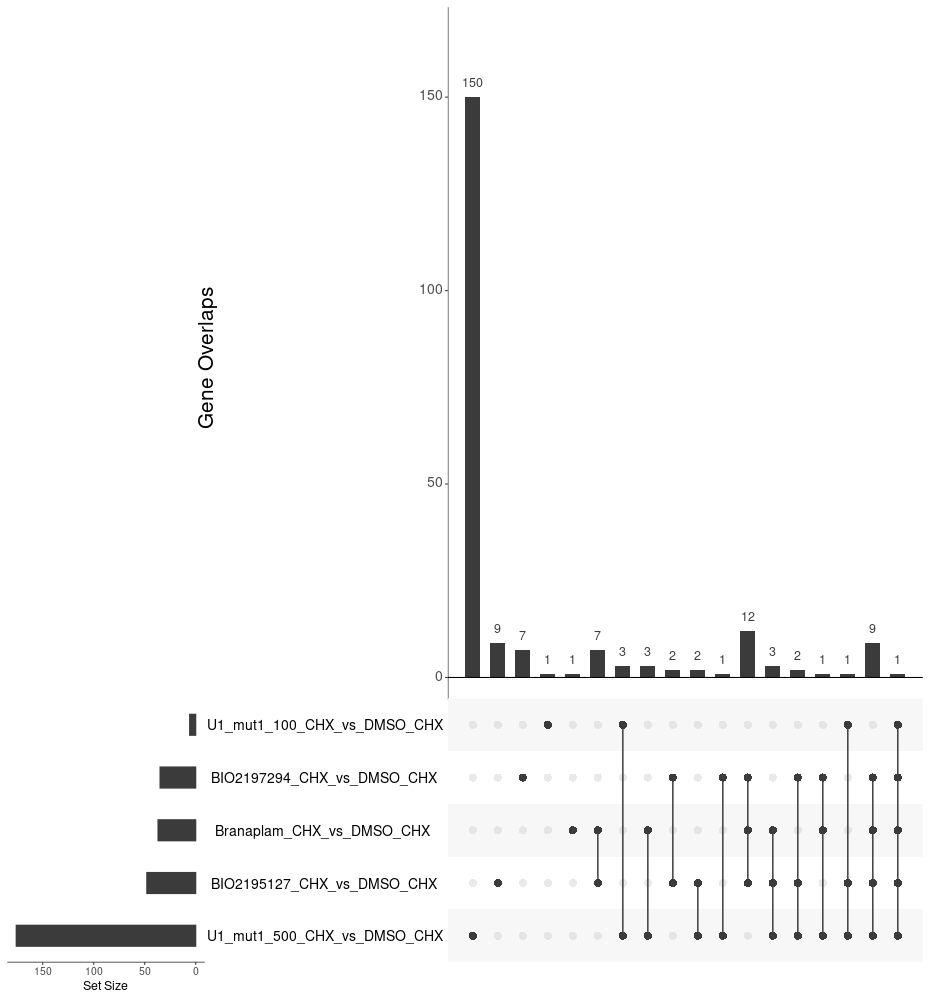 150
150
100
50
0
Gene Overlaps
9
7
1
1
7
3
3
2
2
1
12
3
2
1
1
9
1
U1_mut1_100_CHX_vs_DMSO_CHX
BIO2197294_CHX_vs_DMSO_CHX
Branaplam_CHX_vs_DMSO_CHX
BIO2195127_CHX_vs_DMSO_CHX
U1_mut1_500_CHX_vs_DMSO_CHX
150 100 50 0
Set Size